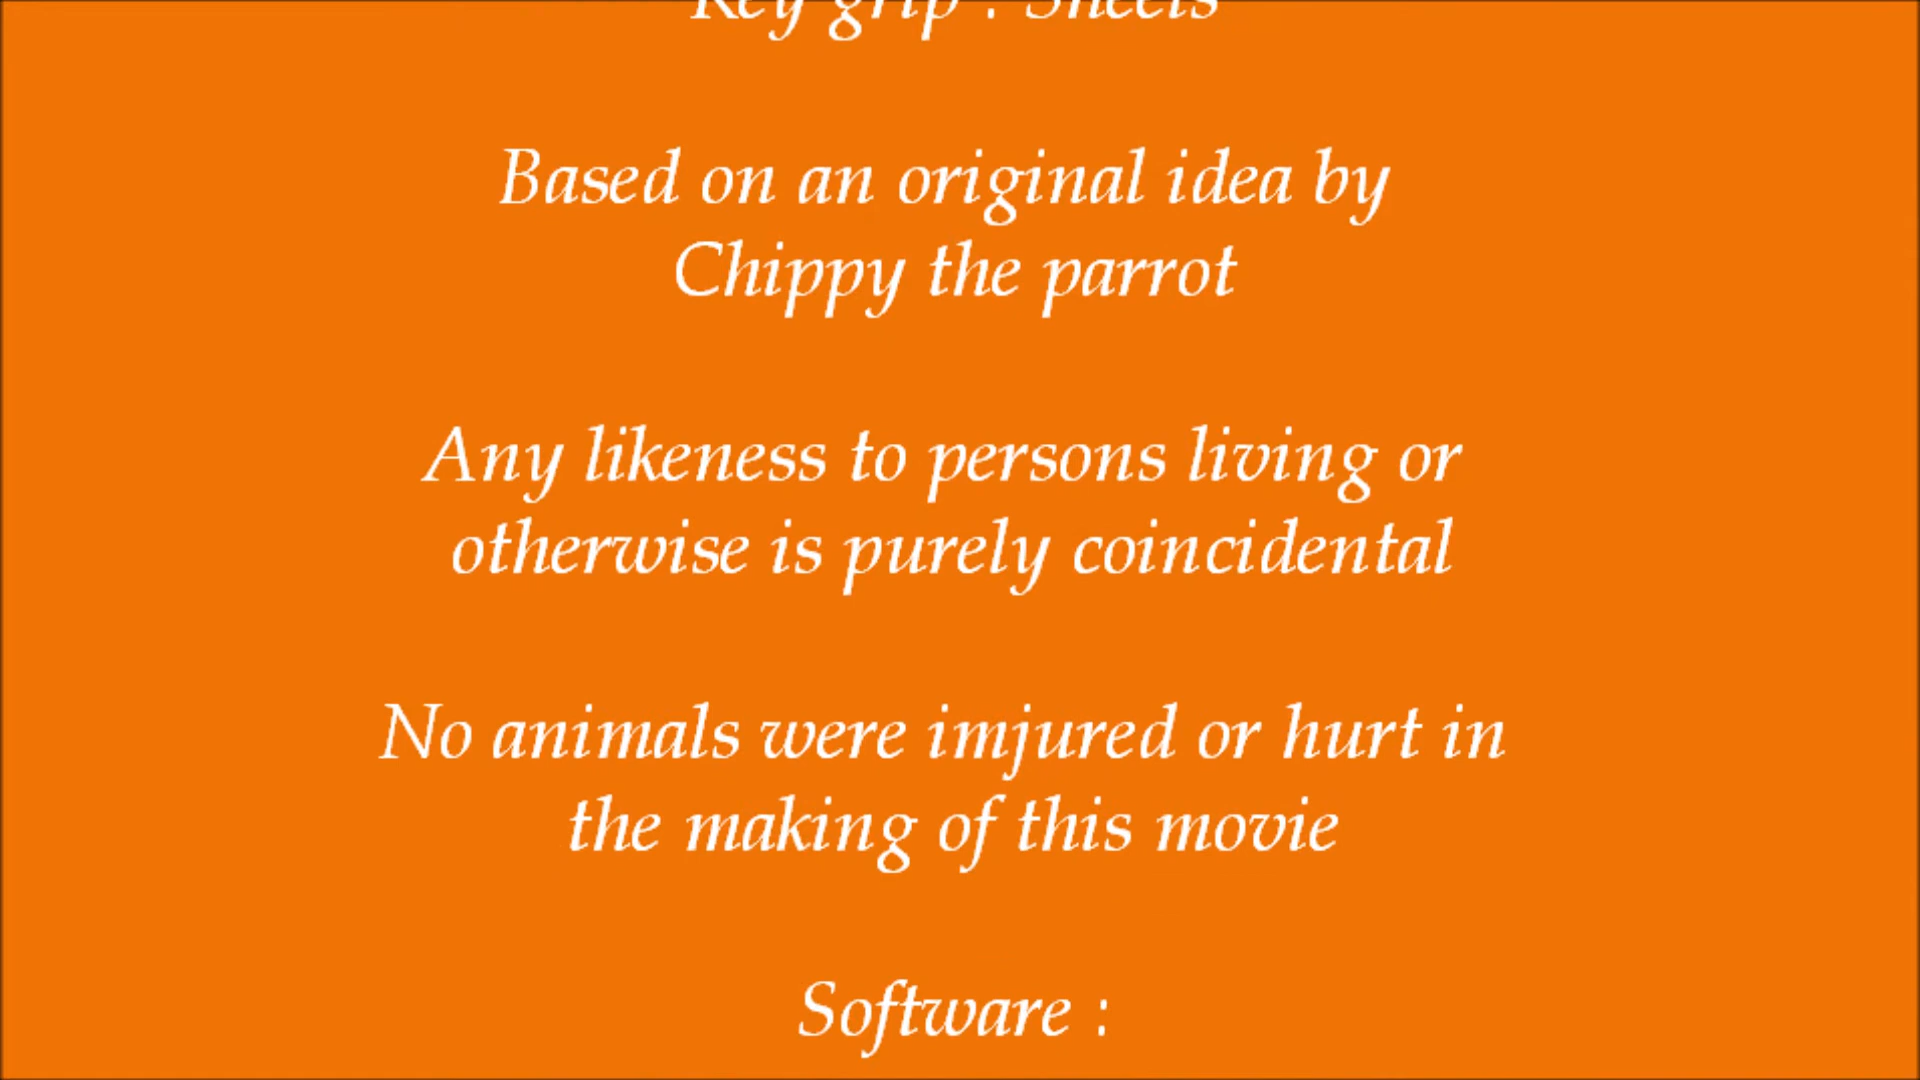 Key grip : Sheets
Based on an original idea by
Chippy the parrot
Any likeness to persons living or
otherwise is purely coincidental
No animals were imjured or hurt in
the making of this movie
Software :